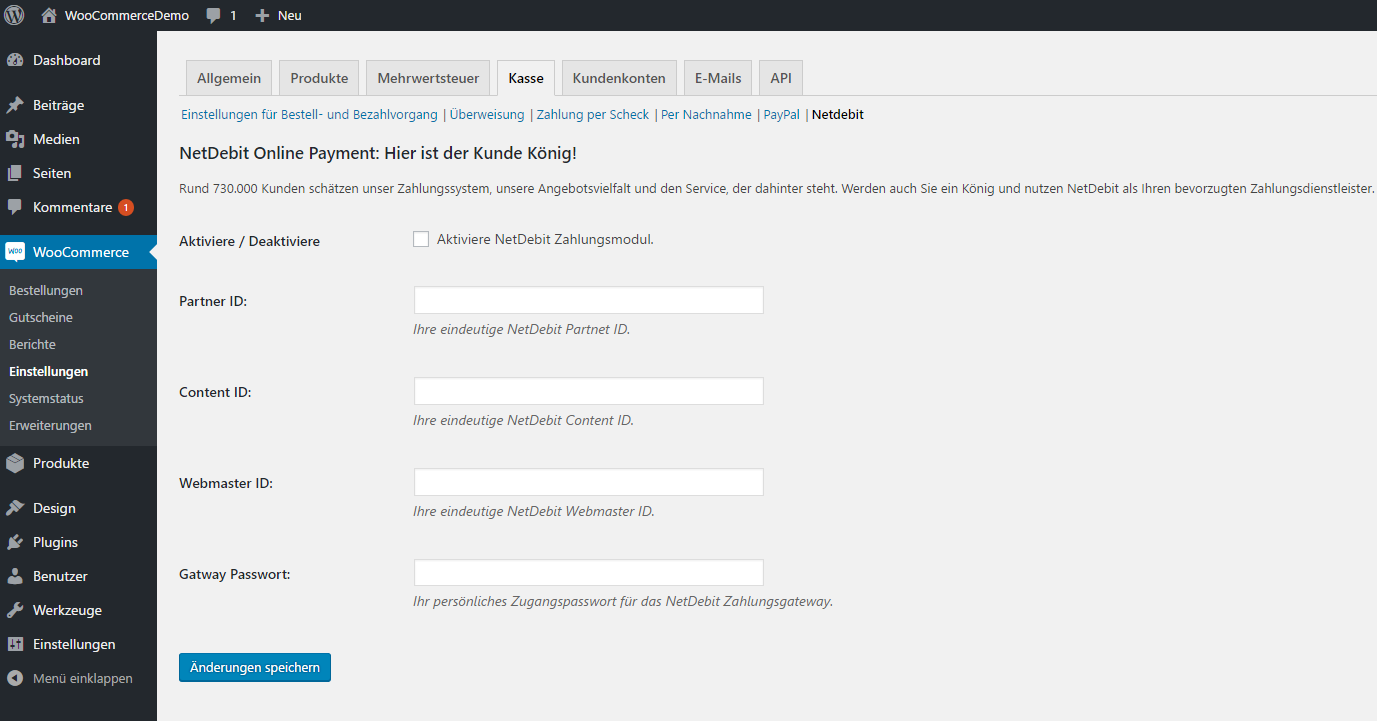 WooCommerceDemo 1 Neu
Dashboard
Beiträge
Medien
Seiten
Kommentare 1
WooCommerce
Bestellungen
Gutscheine
Berichte
Einstellungen
Systemstatus
Erweiterungen
Produkte
Design
Plugins
Benutzer
Werkzeuge
Einstellungen
Menü einklappen
Allgemein Produkte Mehrwertsteuer Kasse Kundenkonten E-Mails API
Einstellungen für Bestell- und Bezahlvorgang | Überweisung | Zahlung per Scheck | Per Nachnahme | PayPal | Netdebit
NetDebit Online Payment: Hier ist der Kunde König!
Rund 730.000 Kunden schätzen unser Zahlungssystem, unsere Angebotsvielfalt und den Service, der dahinter steht. Werden auch Sie ein König und nutzen NetDebit als Ihren bevorzugten Zahlungsdienstleister.
Aktiviere / Deaktiviere Aktiviere NetDebit Zahlungsmodul.
Partner ID:
Ihre eindeutige NetDebit Partnet ID.
Content ID:
Ihre eindeutige NetDebit Content ID.
Webmaster ID:
Ihre eindeutige NetDebit Webmaster ID.
Gatway Passwort:
Ihr persönliches Zugangspasswort für das NetDebit Zahlungsgateway.
Änderungen speichern